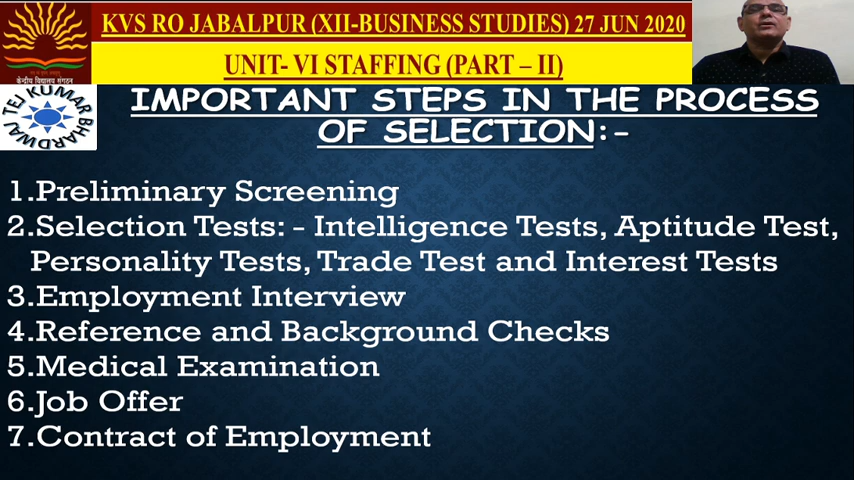 KVS RO JABALPUR (XII-BUSINESS STUDIES) 27 JUN 2020
UNIT- VI STAFFING (PART – II)
केन्द्रीय विद्यालय संगठन
TEJ KUMAR BHARDWAJ
IMPORTANT STEPS IN THE PROCESS
OF SELECTION:-
1.Preliminary Screening
2.Selection Tests: - Intelligence Tests, Aptitude Test,
Personality Tests, Trade Test and Interest Tests
3.Employment Interview
4.Reference and Background Checks
5.Medical Examination
6.Job Offer
7.Contract of Employment